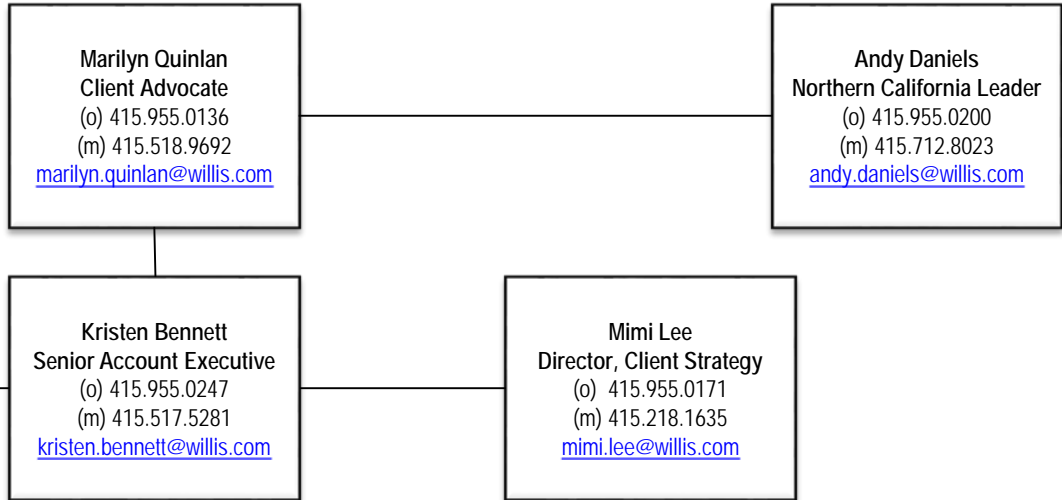 Marilyn Quinlan
Client Advocate
(o) 415.955.0136
(m) 415.518.9692
marilyn.quinlan@willis.com
Andy Daniels
Northern California Leader
(o) 415.955.0200
(m) 415.712.8023
andy.daniels@willis.com
Kristen Bennett
Senior Account Executive
(o) 415.955.0247
(m) 415.517.5281
kristen.bennett@willis.com
Mimi Lee
Director, Client Strategy
(o)  415.955.0171
(m) 415.218.1635
mimi.lee@willis.com